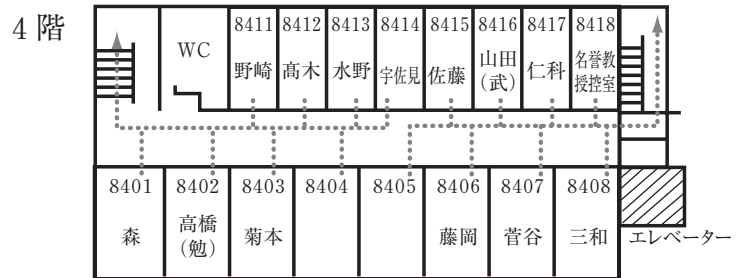 4 階
WC
8411
野崎
8412
髙木
8413
水野
8414
宇佐見
8415
佐藤
8416
山田
(武)
8417
仁科
8418
名誉教
授控室
8401
森
8402
高橋
(勉)
8403
菊本
8404
8405
8406
藤岡
8407
菅谷
8408
三和
エレベーター